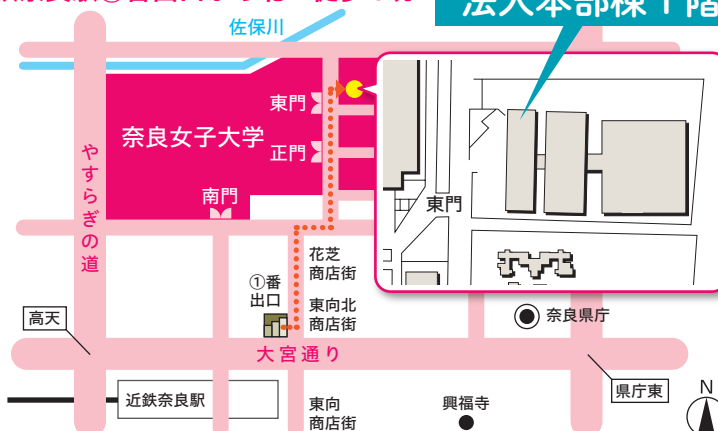 法人本部棟1階
佐保川
東門
奈良女子大学
正門
南門
やすらぎの道
東門
花芝
商店街
①番
出口
東向北
商店街
高天
奈良県庁
大宮通り
県庁東
近鉄奈良駅
東向
商店街
興福寺
N